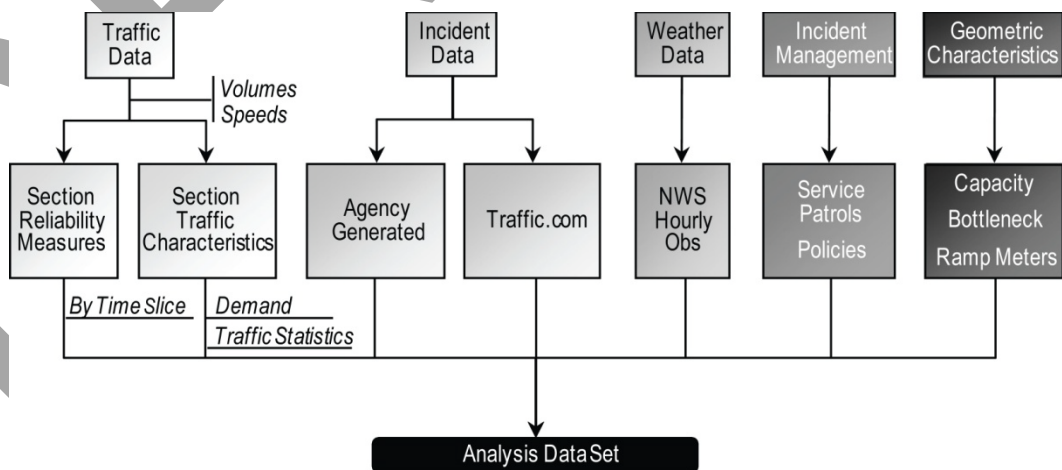 Traffic
Data
Incident
Data
Weather
Data
Incident
Management
Geometric
Characteristics
Volumes
Speeds
Section
Reliability
Measures
Section
Traffic
Characteristics
Agency
Generated
Traffic.com
NWS
Hourly
Obs
Service
Patrols
Policies
Capacity
Bottleneck
Ramp Meters
By Time Slice
Demand
Traffic Statistics
Analysis Data Set